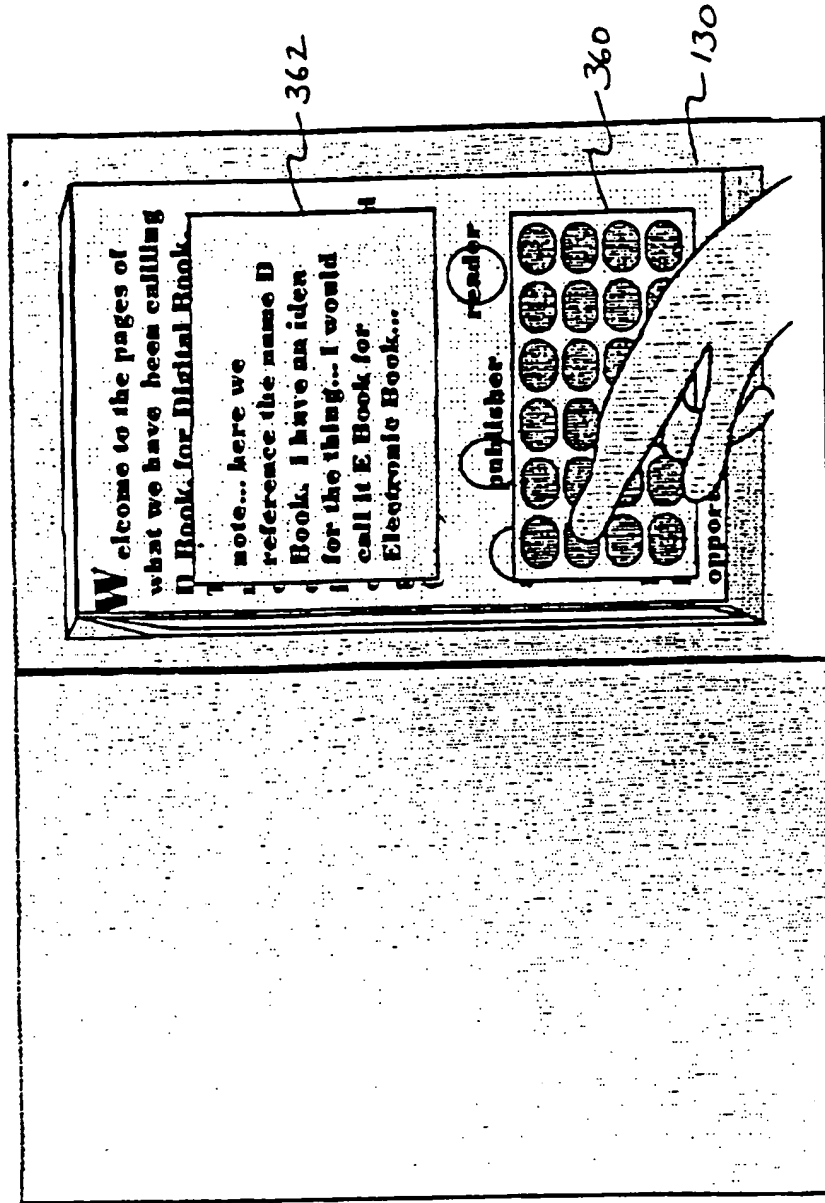 Welcome to the pages of
what we have been callling
D Book, for Digital Book.
note... here we
reference the name D
Book. I have an idea
for the thing... I would
call it E Book for
Electronic Book...
publisher
reader
oppor
362
360
130